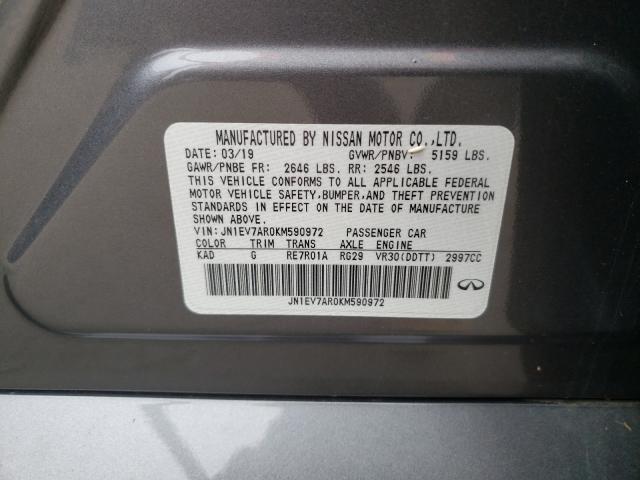 MANUFACTURED BY NISSAN MOTOR CO.,LTD.
DATE: 03/19 GVWR/PNBV: 5159 LBS.
GAWR/PNBE FR: 2646 LBS. RR: 2546 LBS.
THIS VEHICLE CONFORMS TO ALL APPLICABLE FEDERAL
MOTOR VEHICLE SAFETY,BUMPER,AND THEFT PREVENTION
STANDARDS IN EFFECT ON THE DATE OF MANUFACTURE
SHOWN ABOVE.
VIN: JN1EV7AR0KM590972 PASSENGER CAR
COLOR TRIM TRANS AXLE ENGINE
KAD G RE7R01A RG29 VR30(DDTT) 2997CC
JN1EV7AR0KM590972